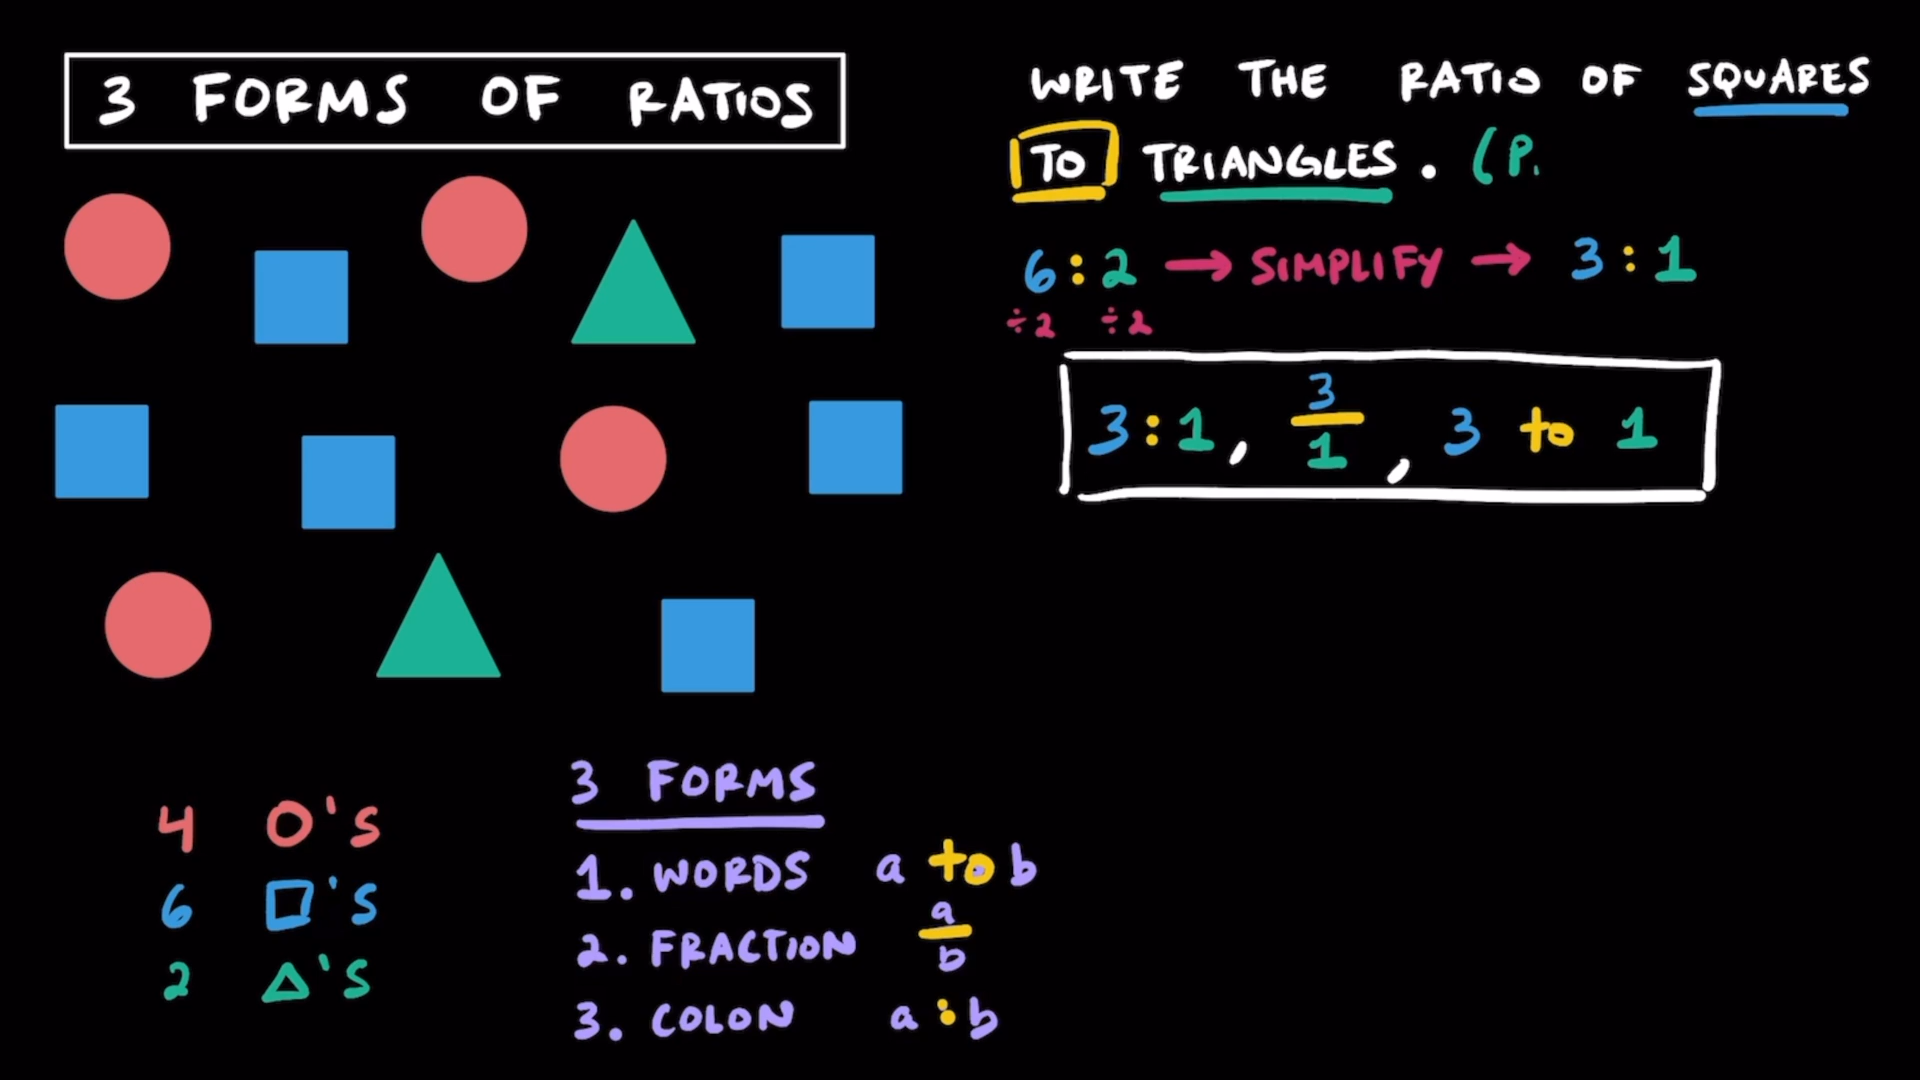 3 FORMS OF RATIOS
WRITE THE RATIO OF SQUARES
TO TRIANGLES. (P.
6:2 → SIMPLIFY → 3:1
÷2 ÷2
3:1, 3/1, 3 to 1
4 O's
6 □'s
2 △'s
3 FORMS
1. WORDS a to b
2. FRACTION a/b
3. COLON a:b